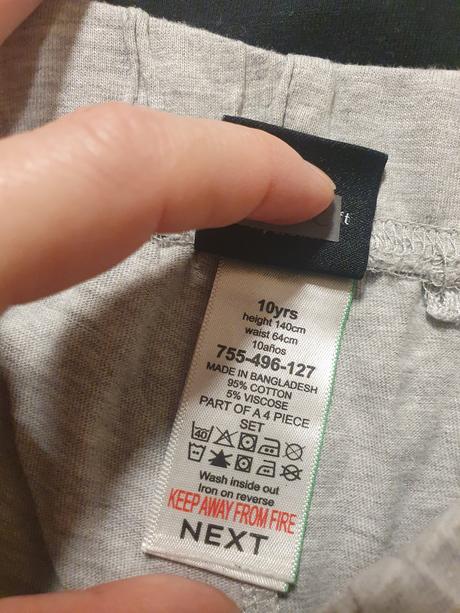 10yrs
height 140cm
waist 64cm
10años
755-496-127
MADE IN BANGLADESH
95% COTTON
5% VISCOSE
PART OF A 4 PIECE
SET
40
Wash inside out
Iron on reverse
KEEP AWAY FROM FIRE
NEXT